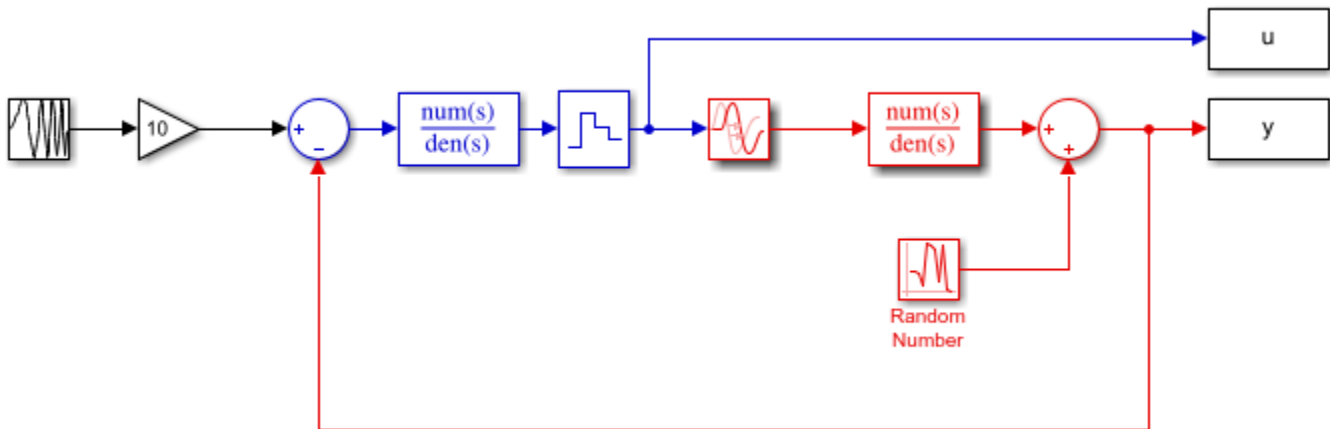 u
10
+
−
num(s)
den(s)
num(s)
den(s)
+
+
y
Random
Number